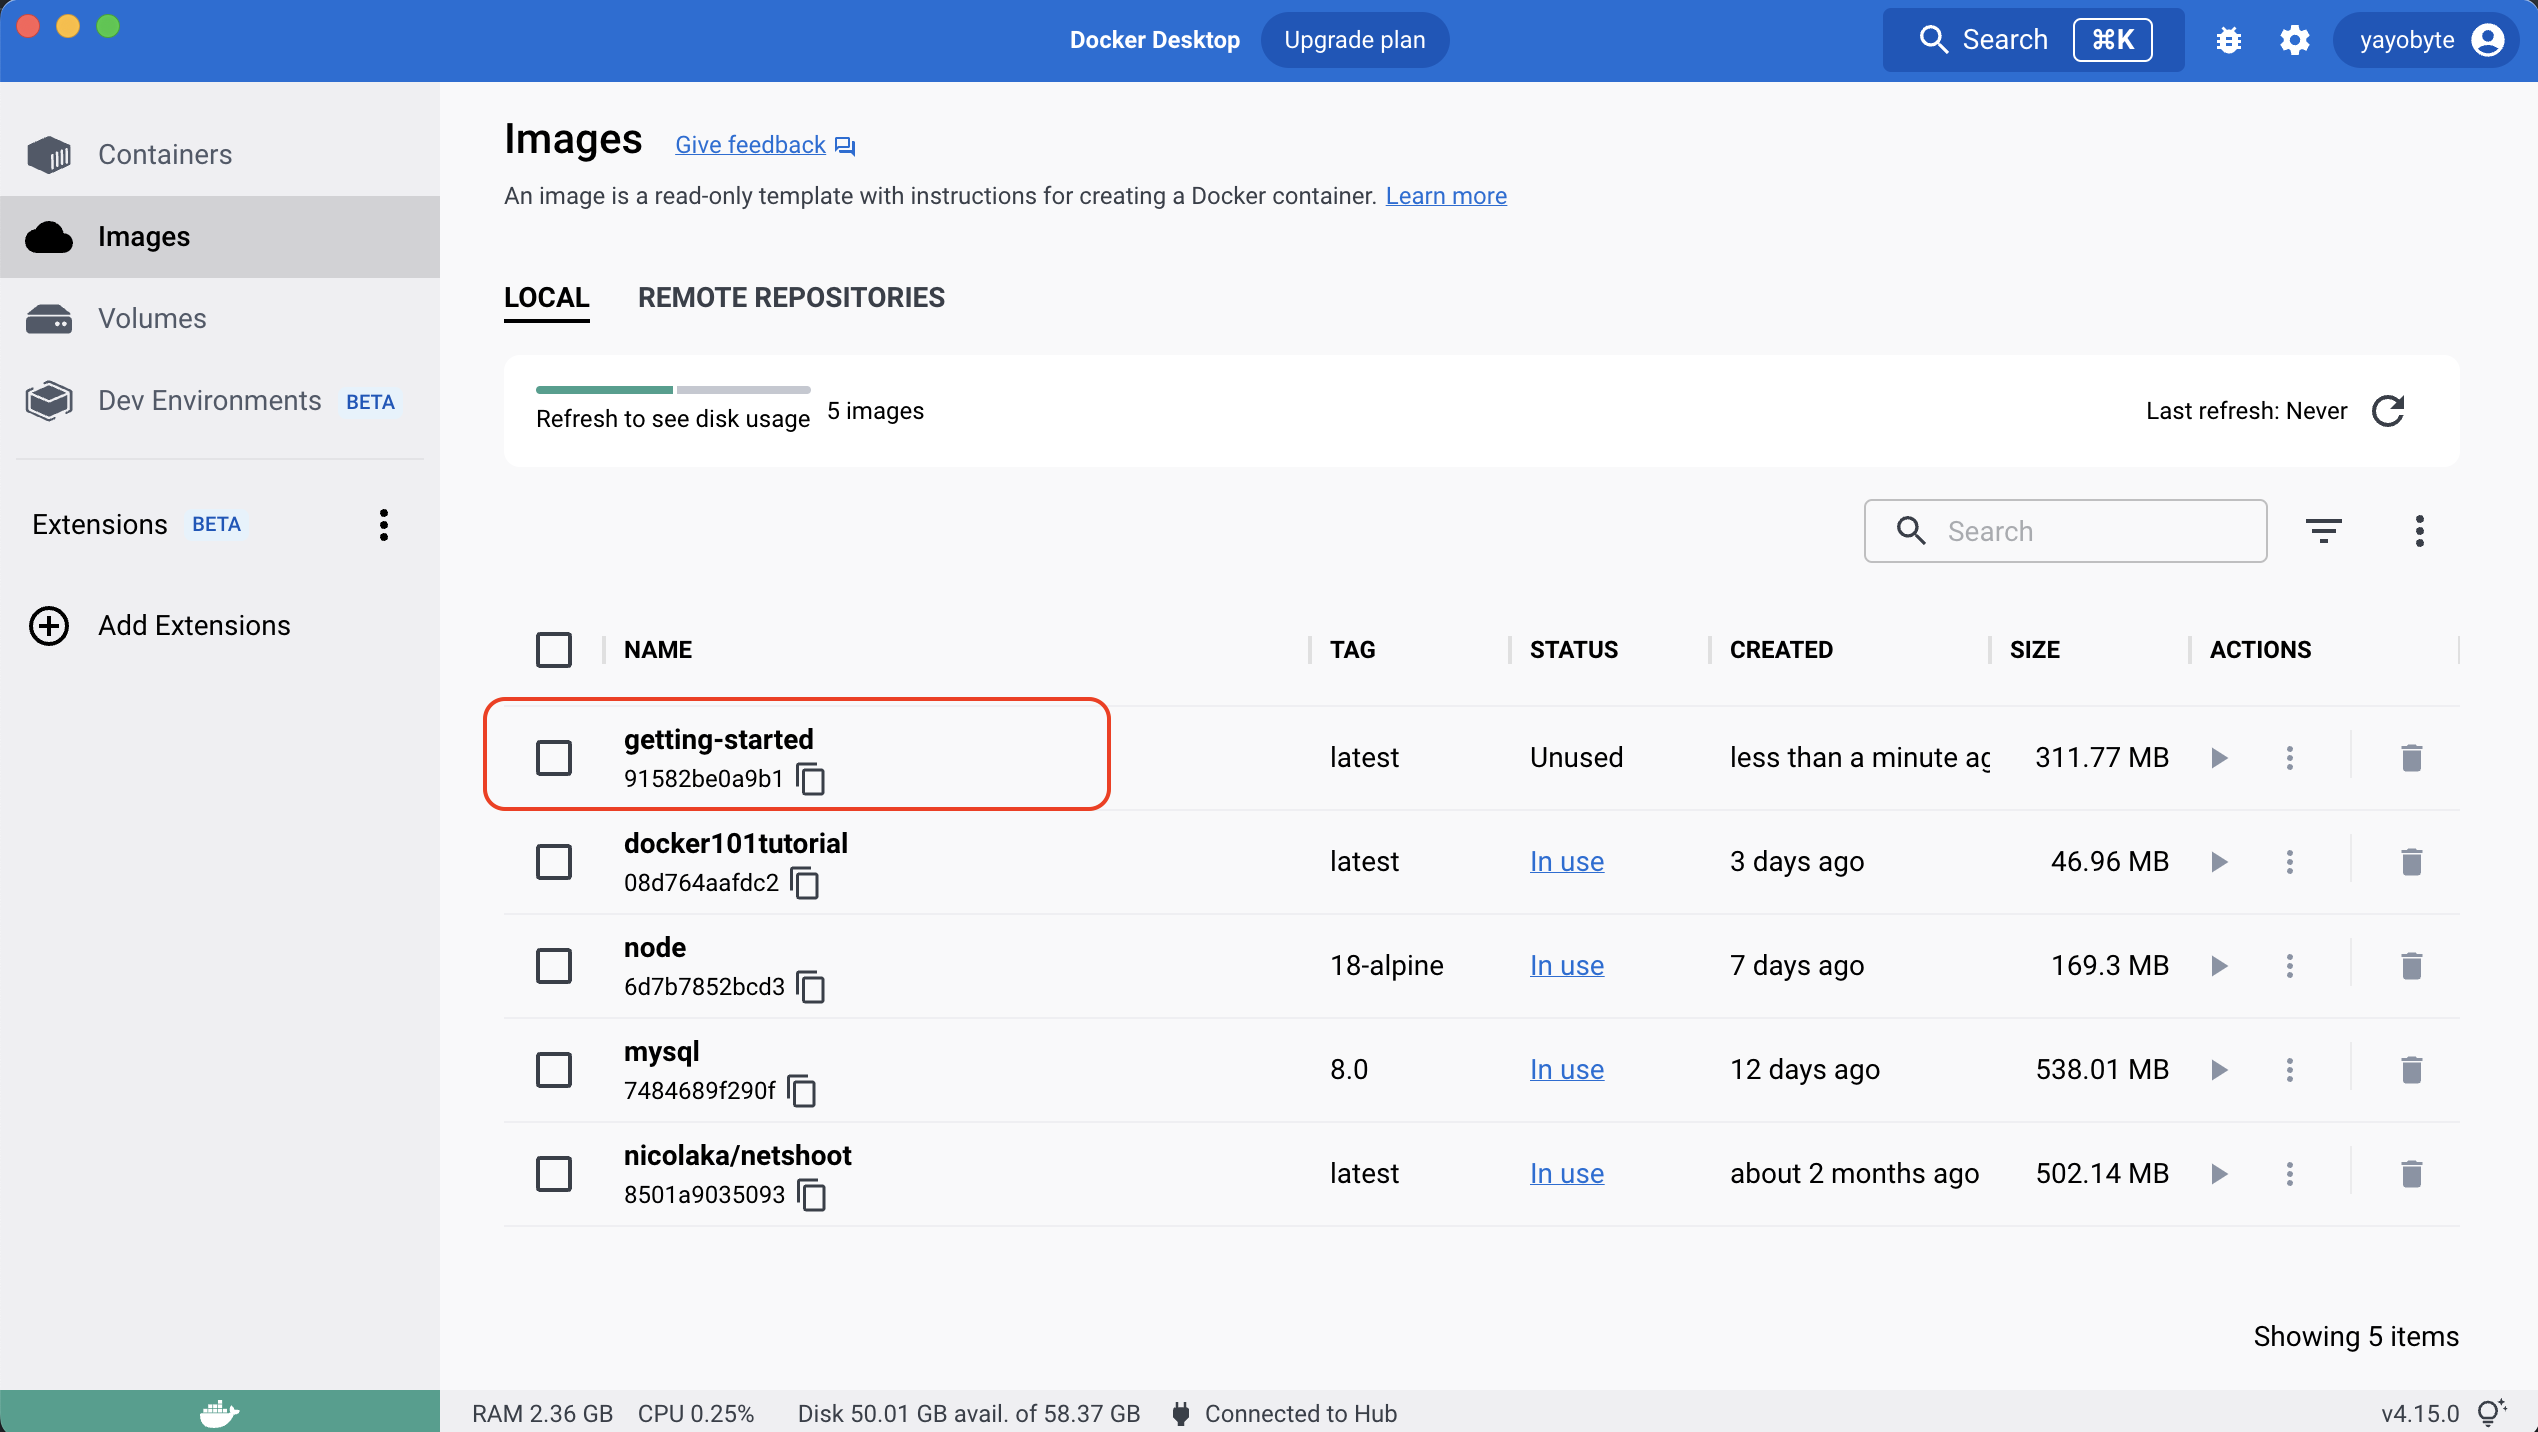 Docker Desktop Upgrade plan Search ⌘K yayobyte
Containers
Images
Volumes
Dev Environments BETA
Extensions BETA
Add Extensions
Images Give feedback
An image is a read-only template with instructions for creating a Docker container. Learn more
LOCAL REMOTE REPOSITORIES
Refresh to see disk usage 5 images Last refresh: Never
Search
NAME TAG STATUS CREATED SIZE ACTIONS
getting-started
91582be0a9b1 latest Unused less than a minute ag 311.77 MB
docker101tutorial
08d764aafdc2 latest In use 3 days ago 46.96 MB
node
6d7b7852bcd3 18-alpine In use 7 days ago 169.3 MB
mysql
7484689f290f 8.0 In use 12 days ago 538.01 MB
nicolaka/netshoot
8501a9035093 latest In use about 2 months ago 502.14 MB
Showing 5 items
RAM 2.36 GB CPU 0.25% Disk 50.01 GB avail. of 58.37 GB Connected to Hub v4.15.0